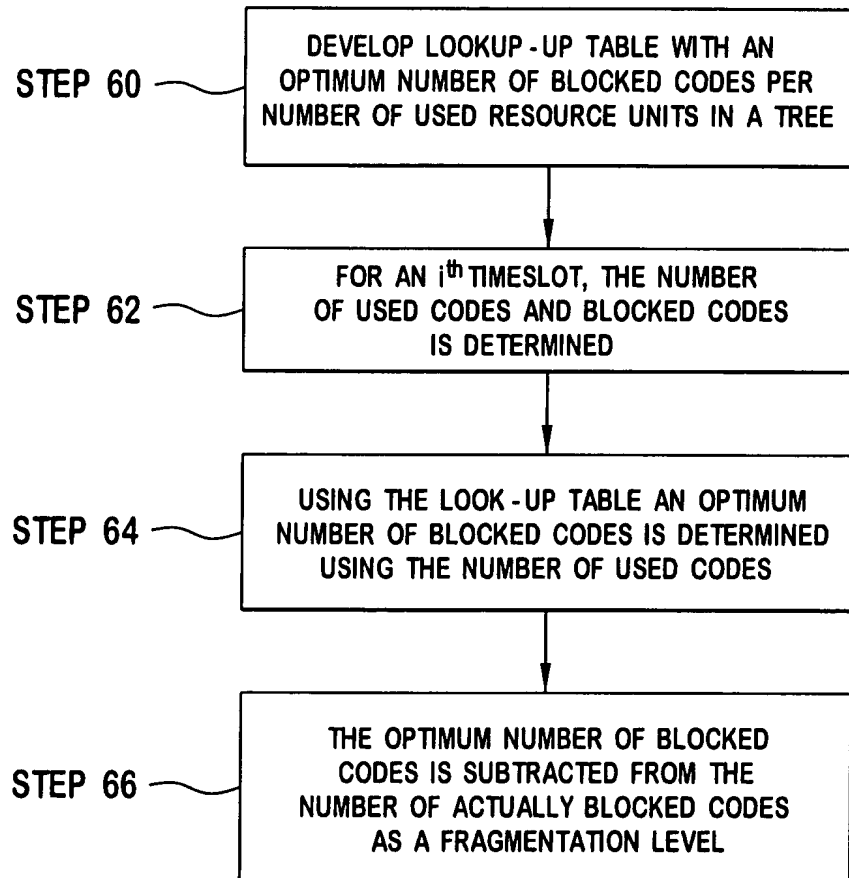 STEP 60
DEVELOP LOOKUP-UP TABLE WITH AN
OPTIMUM NUMBER OF BLOCKED CODES PER
NUMBER OF USED RESOURCE UNITS IN A TREE
STEP 62
FOR AN ith TIMESLOT, THE NUMBER
OF USED CODES AND BLOCKED CODES
IS DETERMINED
STEP 64
USING THE LOOK-UP TABLE AN OPTIMUM
NUMBER OF BLOCKED CODES IS DETERMINED
USING THE NUMBER OF USED CODES
STEP 66
THE OPTIMUM NUMBER OF BLOCKED
CODES IS SUBTRACTED FROM THE
NUMBER OF ACTUALLY BLOCKED CODES
AS A FRAGMENTATION LEVEL